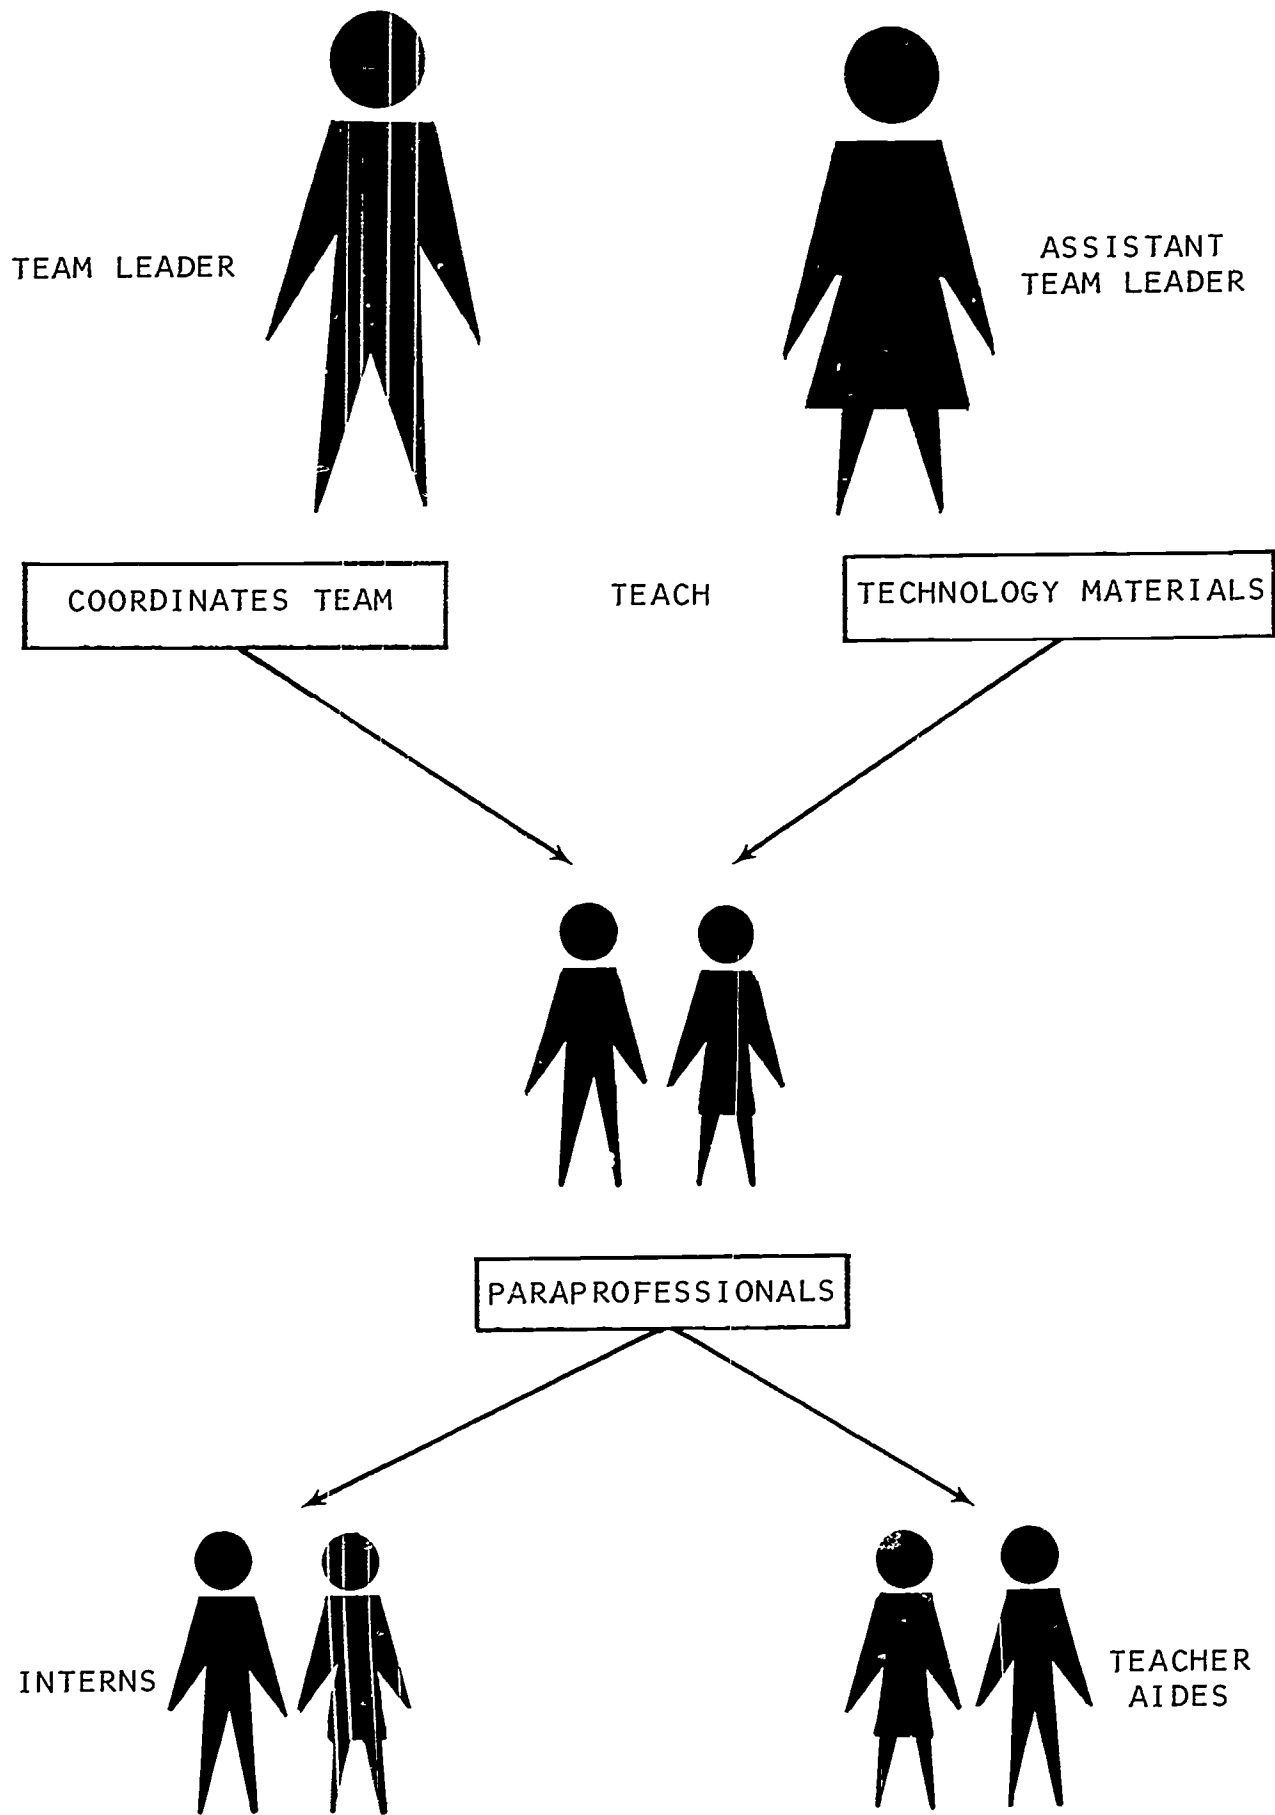 TEAM LEADER
ASSISTANT
TEAM LEADER
COORDINATES TEAM
TEACH
TECHNOLOGY MATERIALS
PARAPROFESSIONALS
INTERNS
TEACHER
AIDES